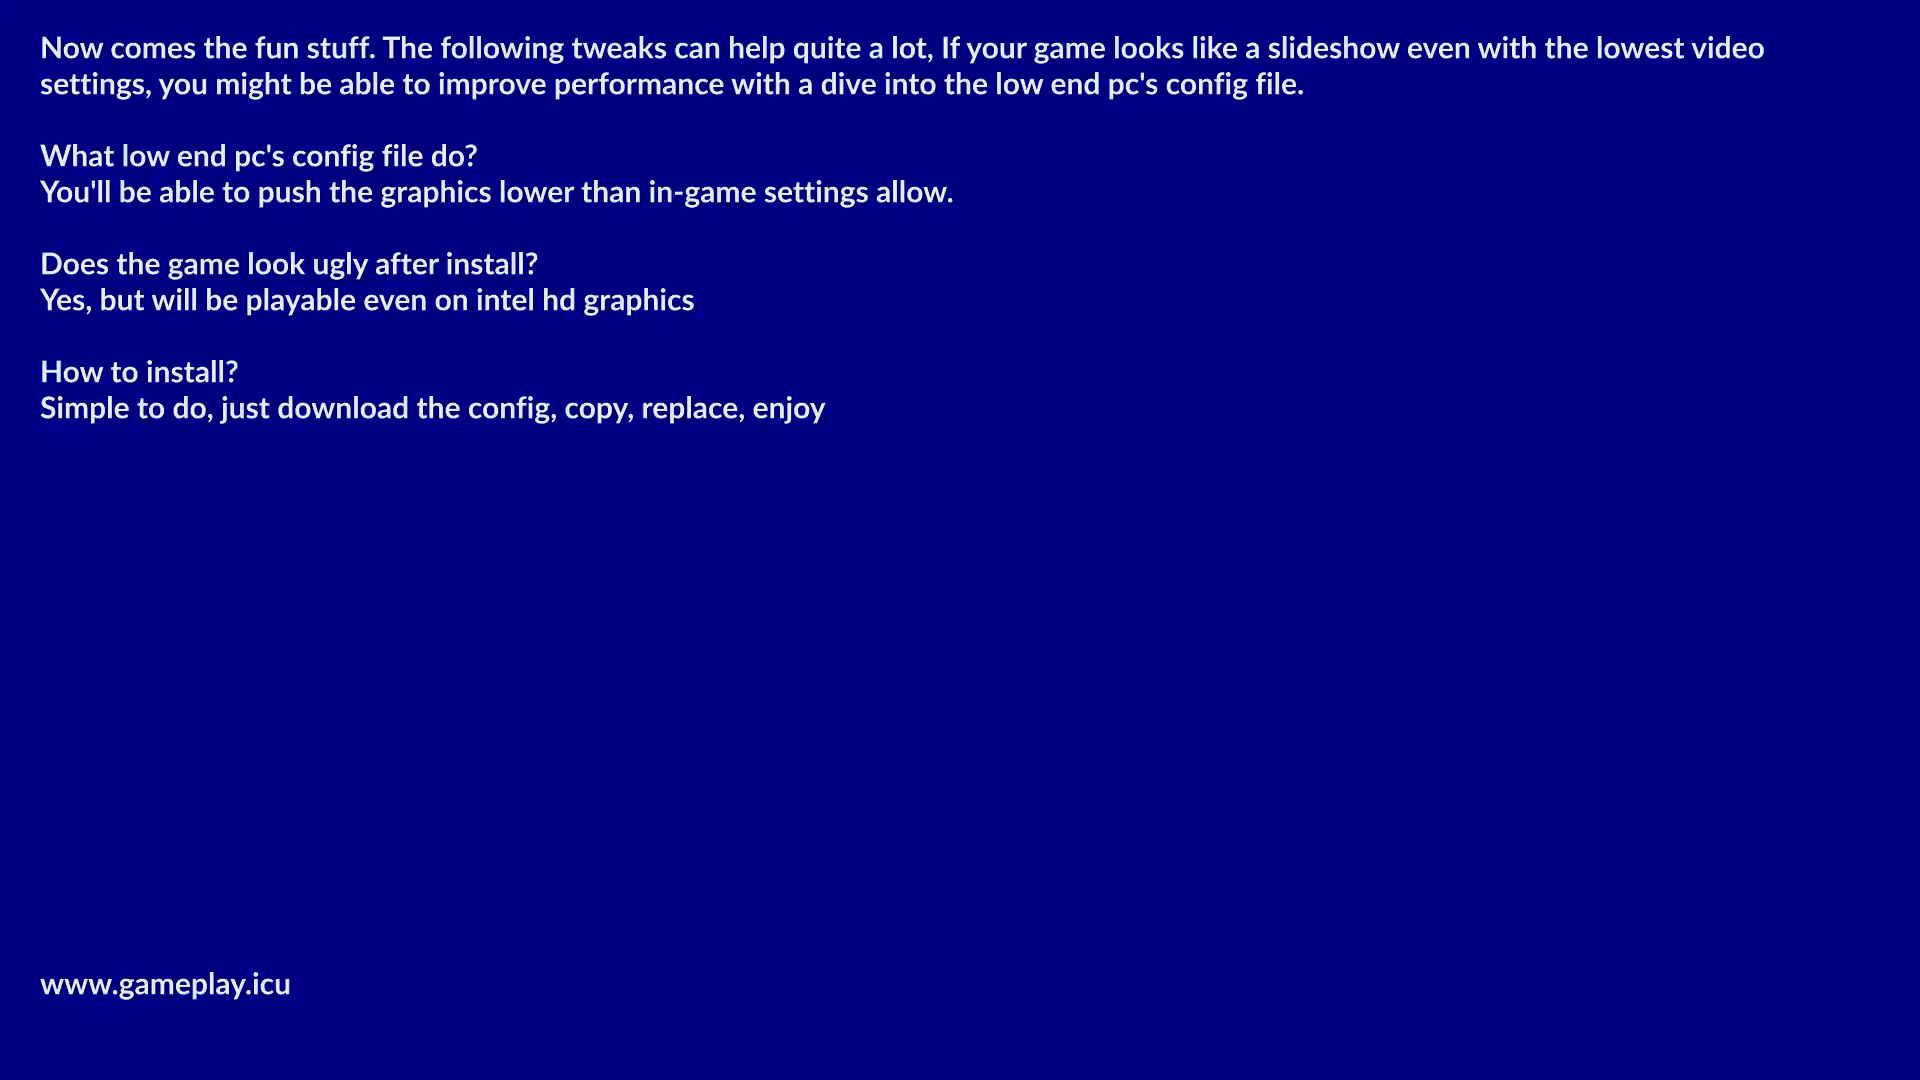 Now comes the fun stuff. The following tweaks can help quite a lot, If your game looks like a slideshow even with the lowest video
settings, you might be able to improve performance with a dive into the low end pc's config file.
What low end pc's config file do?
You'll be able to push the graphics lower than in-game settings allow.
Does the game look ugly after install?
Yes, but will be playable even on intel hd graphics
How to install?
Simple to do, just download the config, copy, replace, enjoy
www.gameplay.icu